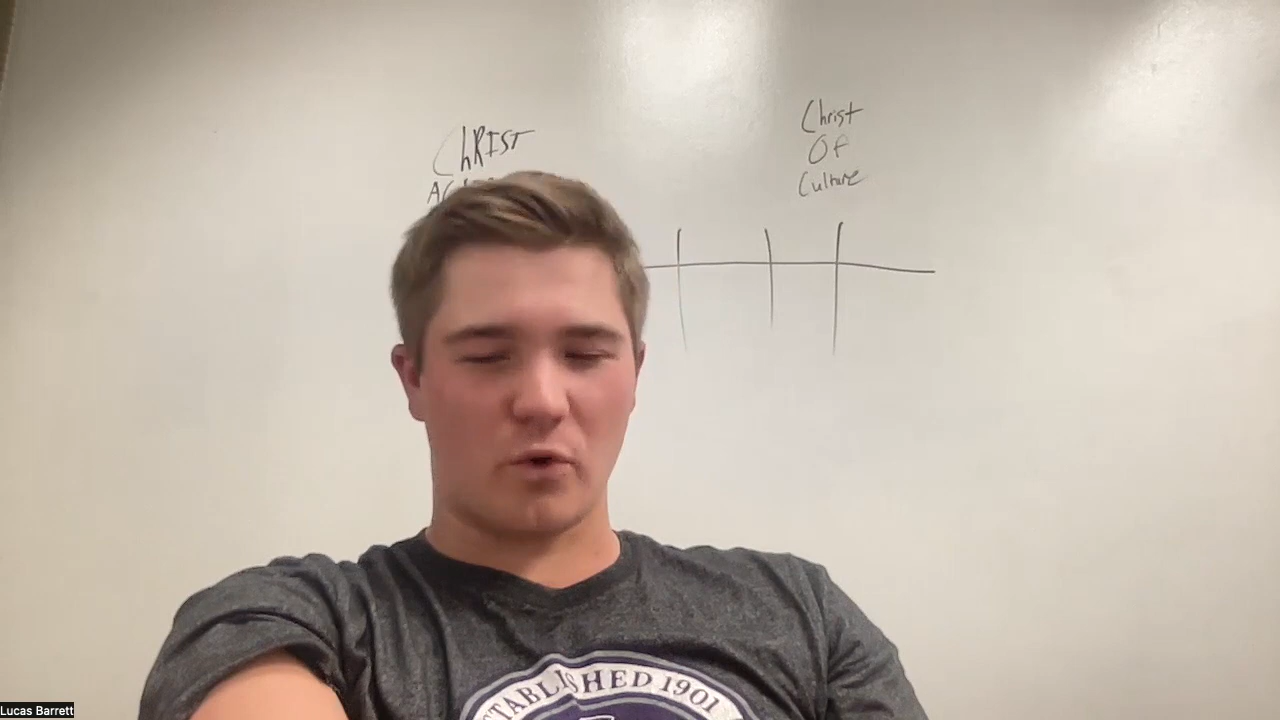 ChRIST
Christ
Of
Culture
ESTABLISHED 1901
Lucas Barrett